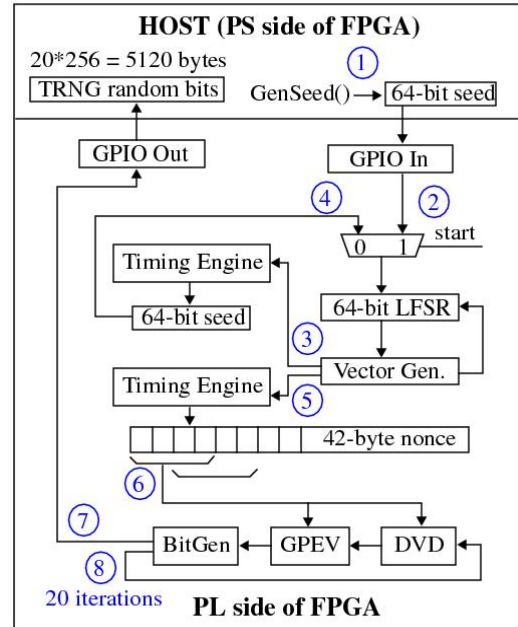 HOST (PS side of FPGA)
20*256 = 5120 bytes
1
TRNG random bits
GenSeed()
64-bit seed
GPIO Out
GPIO In
4
2
start
0 1
Timing Engine
64-bit seed
64-bit LFSR
3
Vector Gen.
Timing Engine
5
42-byte nonce
6
7
BitGen
GPEV
DVD
8
20 iterations
PL side of FPGA